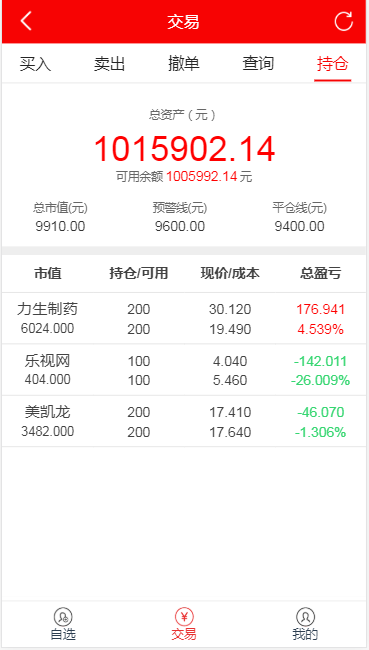 交易
买入 卖出 撤单 查询 持仓
总资产（元）
1015902.14
可用余额 1005992.14 元
总市值(元) 预警线(元) 平仓线(元)
9910.00 9600.00 9400.00
市值 持仓/可用 现价/成本 总盈亏
力生制药 200 30.120 176.941
6024.000 200 19.490 4.539%
乐视网 100 4.040 -142.011
404.000 100 5.460 -26.009%
美凯龙 200 17.410 -46.070
3482.000 200 17.640 -1.306%
自选 交易 我的